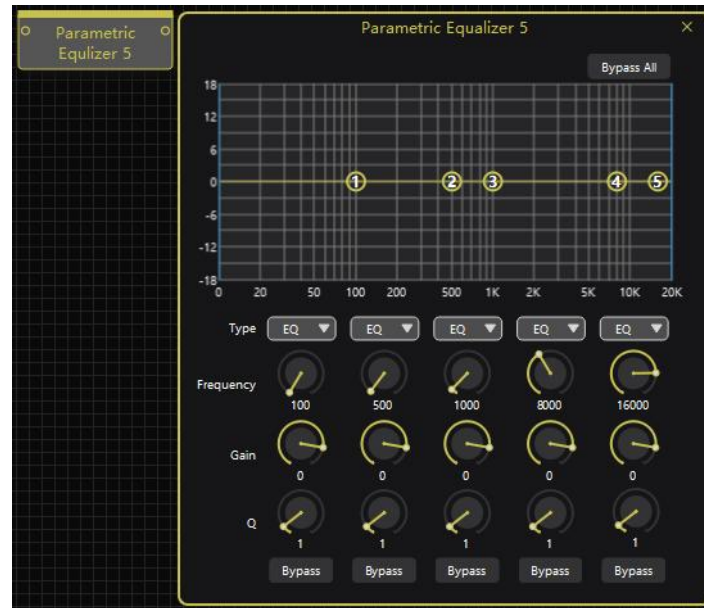 Parametric
Equlizer 5
Parametric Equalizer 5 ×
Bypass All
18
12
6
0
-6
-12
-18
0 20 50 100 200 500 1K 2K 5K 10K 20K
1 2 3 4 5
Type EQ EQ EQ EQ EQ
Frequency
100 500 1000 8000 16000
Gain
0 0 0 0 0
Q
1 1 1 1 1
Bypass Bypass Bypass Bypass Bypass